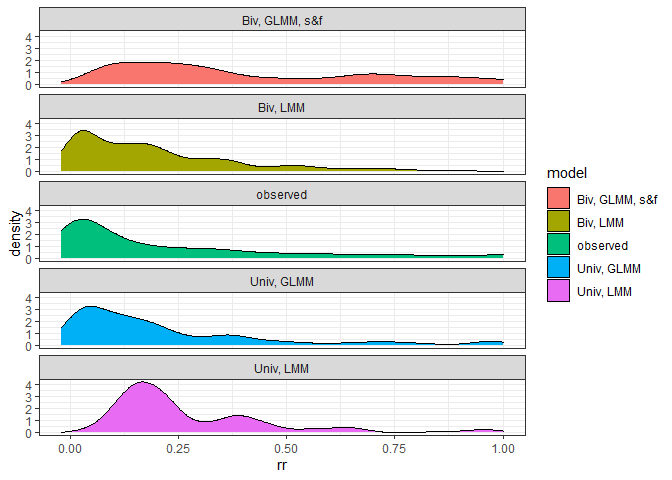 Biv, GLMM, s&f
4
3
2
1
0
Biv, LMM
4
3
2
1
0
observed
4
3
2
1
0
Univ, GLMM
4
3
2
1
0
Univ, LMM
4
3
2
1
0
0.00 0.25 0.50 0.75 1.00
rr
density
model
Biv, GLMM, s&f
Biv, LMM
observed
Univ, GLMM
Univ, LMM